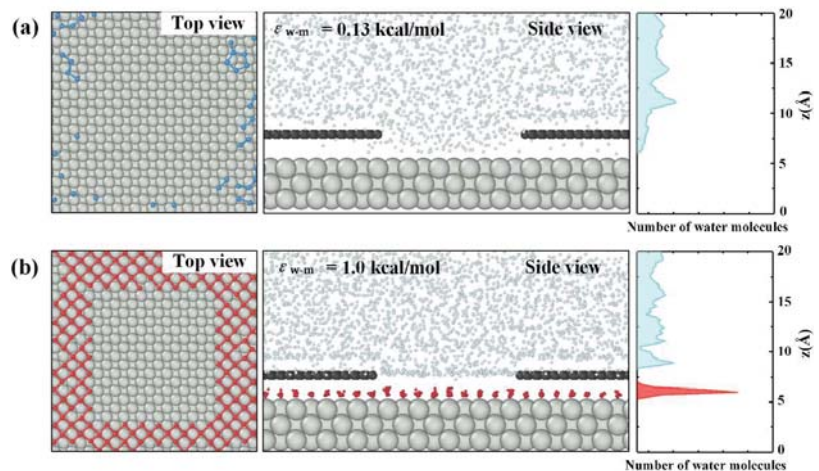 (a)
Top view
ε w-m = 0.13 kcal/mol
Side view
20
15
10
5
0
z(Å)
Number of water molecules
(b)
Top view
ε w-m = 1.0 kcal/mol
Side view
20
15
10
5
0
z(Å)
Number of water molecules